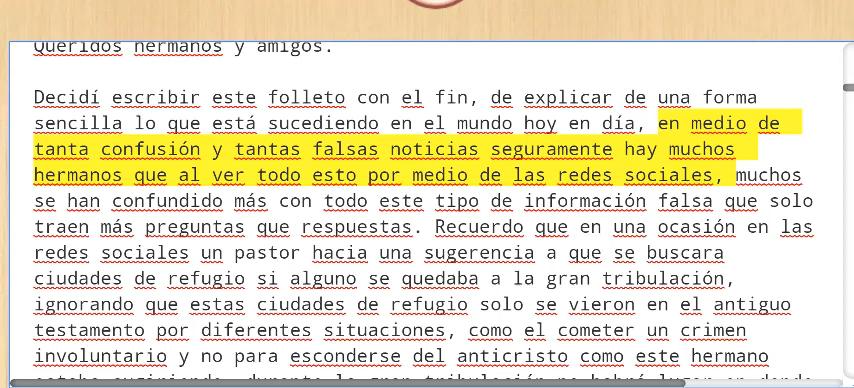 Queridos hermanos y amigos.
Decidí escribir este folleto con el fin, de explicar de una forma
sencilla lo que está sucediendo en el mundo hoy en día, en medio de
tanta confusión y tantas falsas noticias seguramente hay muchos
hermanos que al ver todo esto por medio de las redes sociales, muchos
se han confundido más con todo este tipo de información falsa que solo
traen más preguntas que respuestas. Recuerdo que en una ocasión en las
redes sociales un pastor hacia una sugerencia a que se buscara
ciudades de refugio si alguno se quedaba a la gran tribulación,
ignorando que estas ciudades de refugio solo se vieron en el antiguo
testamento por diferentes situaciones, como el cometer un crimen
involuntario y no para esconderse del anticristo como este hermano